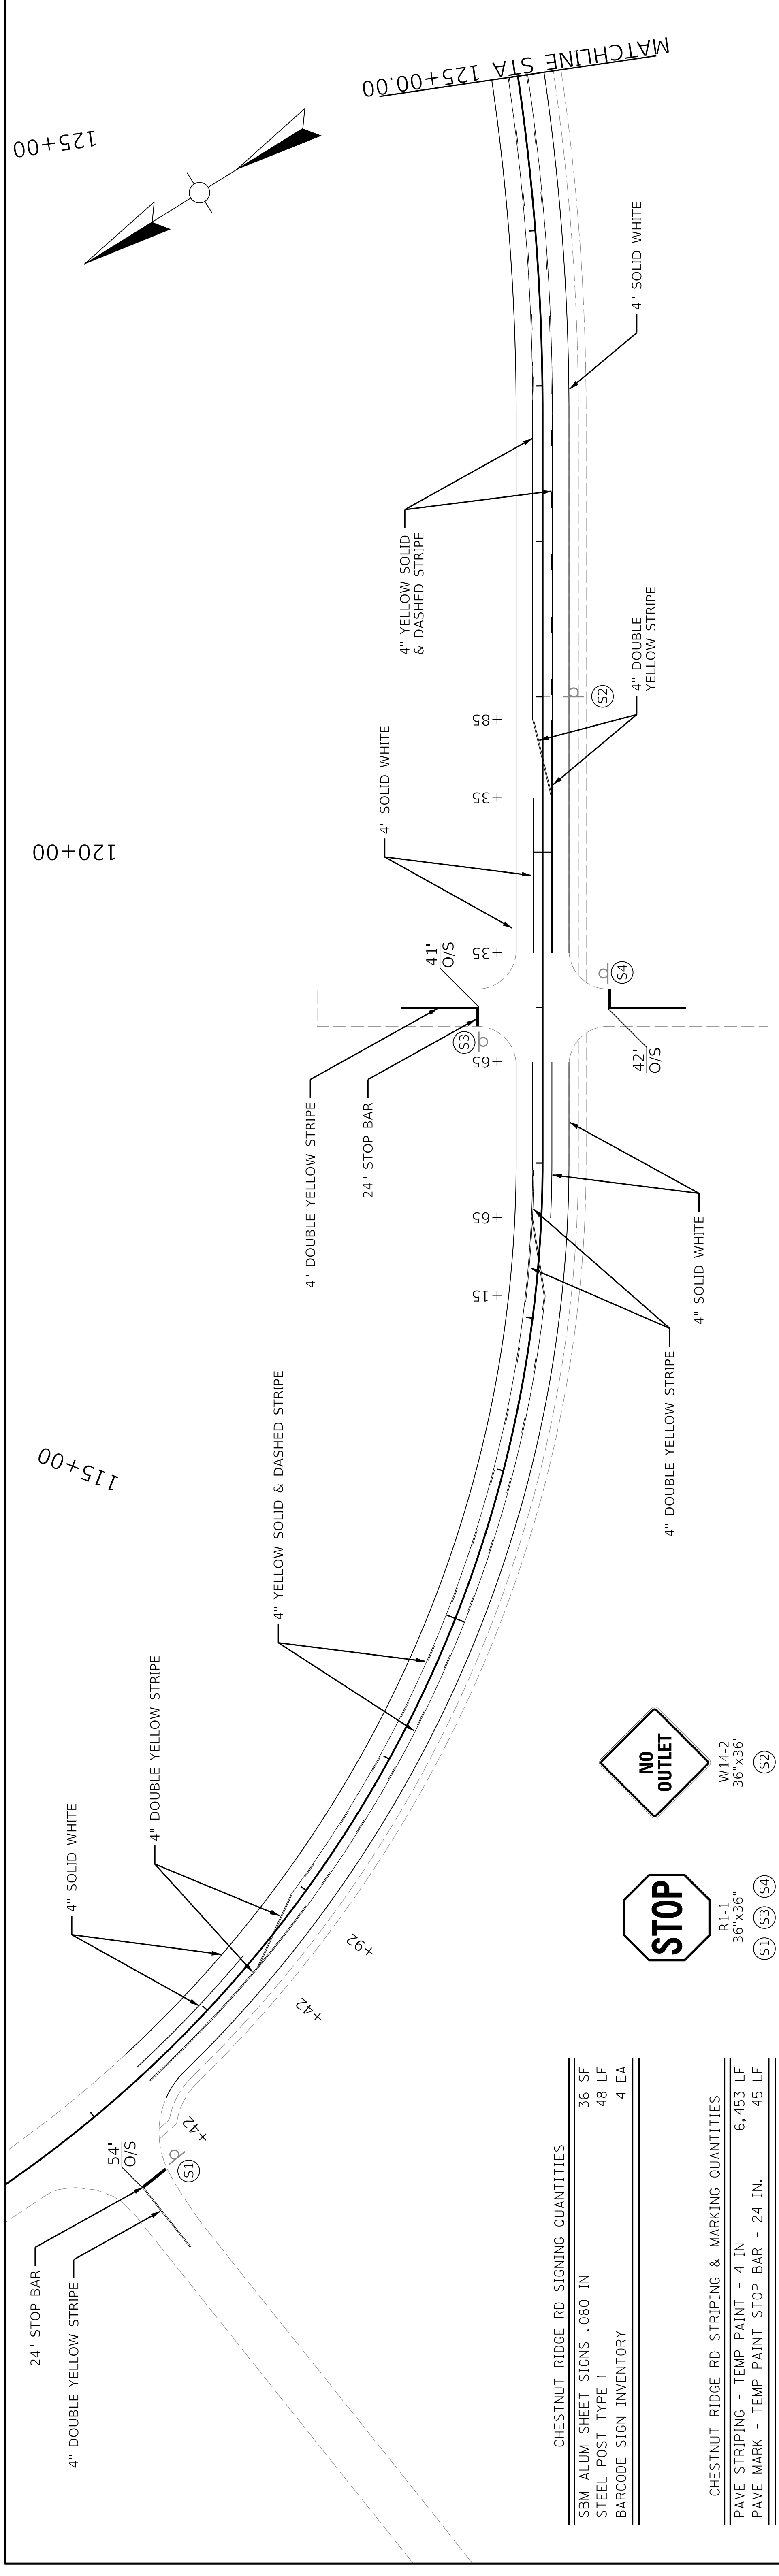 MATCHLINE STA 125+00.00
125+00
4" SOLID WHITE
4" YELLOW SOLID
& DASHED STRIPE
4" DOUBLE
YELLOW STRIPE
S2
+85
+35
4" SOLID WHITE
120+00
+35
41'
O/S
S4
S3
42'
O/S
+65
4" DOUBLE YELLOW STRIPE
24" STOP BAR
+65
4" SOLID WHITE
+15
4" DOUBLE YELLOW STRIPE
4" YELLOW SOLID & DASHED STRIPE
115+00
4" DOUBLE YELLOW STRIPE
4" SOLID WHITE
+92
+42
+42
54'
O/S
S1
24" STOP BAR
4" DOUBLE YELLOW STRIPE
NO
OUTLET
W14-2
36"x36"
S2
STOP
R1-1
36"x36"
S1 S3 S4
CHESTNUT RIDGE RD SIGNING QUANTITIES
SBM ALUM SHEET SIGNS .080 IN 36 SF
STEEL POST TYPE 1 48 LF
BARCODE SIGN INVENTORY 4 EA
CHESTNUT RIDGE RD STRIPING & MARKING QUANTITIES
PAVE STRIPING - TEMP PAINT - 4 IN 6,453 LF
PAVE MARK - TEMP PAINT STOP BAR - 24 IN. 45 LF